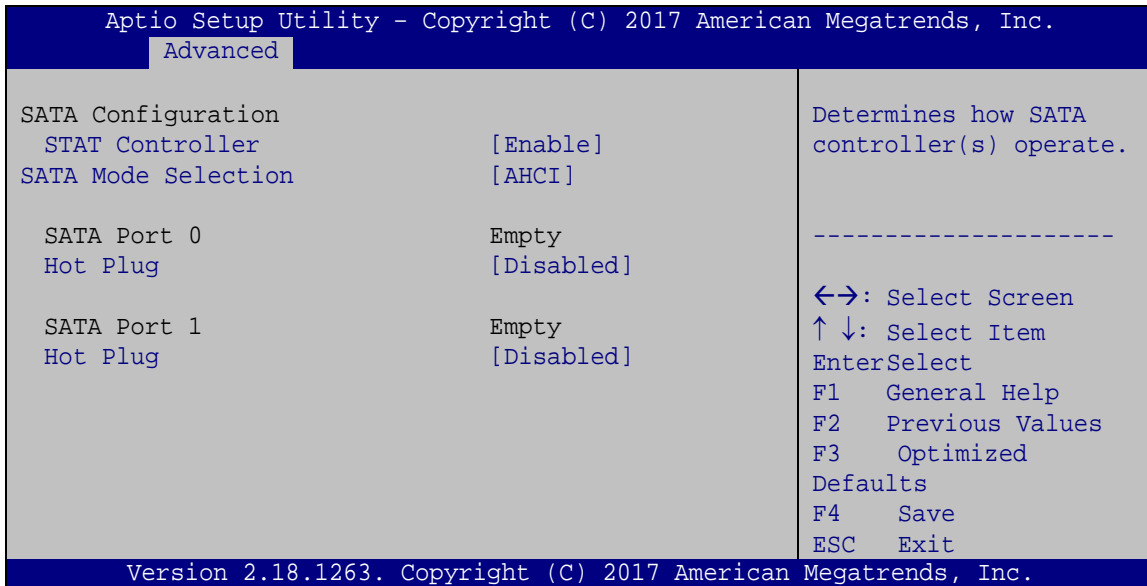 Aptio Setup Utility – Copyright (C) 2017 American Megatrends, Inc.
Advanced
SATA Configuration
STAT Controller [Enable]
SATA Mode Selection [AHCI]
SATA Port 0 Empty
Hot Plug [Disabled]
SATA Port 1 Empty
Hot Plug [Disabled]
Determines how SATA
controller(s) operate.
---------------------
←→: Select Screen
↑ ↓: Select Item
EnterSelect
F1 General Help
F2 Previous Values
F3 Optimized
Defaults
F4 Save
ESC Exit
Version 2.18.1263. Copyright (C) 2017 American Megatrends, Inc.